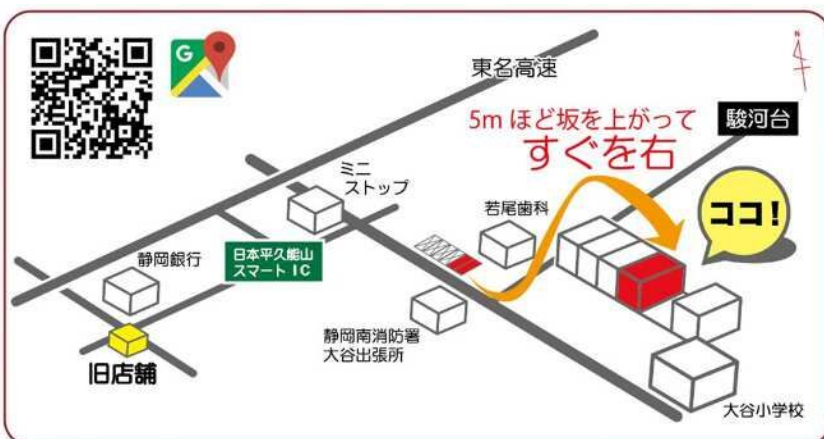 G
東名高速
N
5m ほど坂を上がって
すぐを右
駿河台
ミニ
ストップ
若尾歯科
ココ!
静岡銀行
日本平久能山
スマート IC
静岡南消防署
大谷出張所
旧店舗
大谷小学校